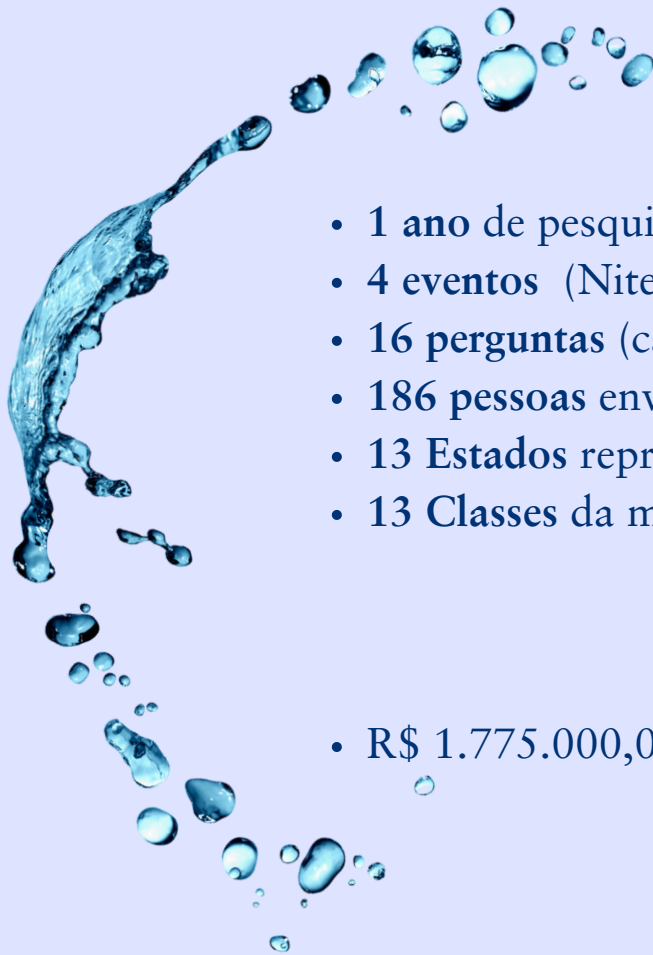 • 1 ano de pesqui
• 4 eventos (Nite
• 16 perguntas (ca
• 186 pessoas env
• 13 Estados repr
• 13 Classes da m
• R$ 1.775.000,0